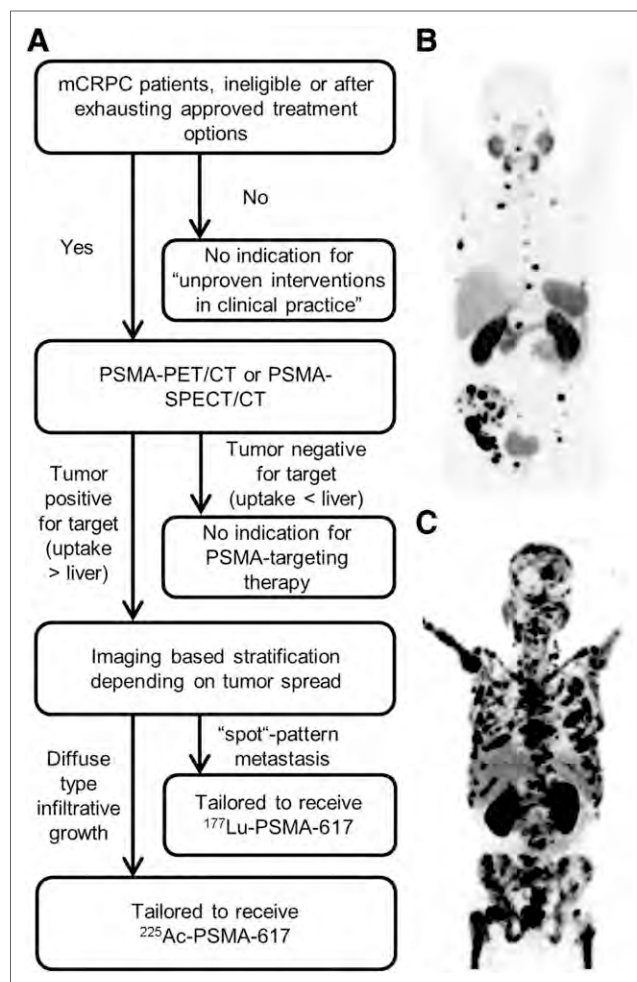 A
mCRPC patients, ineligible or after
exhausting approved treatment
options
No
Yes
No indication for
“unproven interventions
in clinical practice”
PSMA-PET/CT or PSMA-
SPECT/CT
Tumor
positive
for target
(uptake
> liver)
Tumor negative
for target
(uptake < liver)
No indication for
PSMA-targeting
therapy
Imaging based stratification
depending on tumor spread
Diffuse
type
infiltrative
growth
“spot“-pattern
metastasis
Tailored to receive
¹⁷⁷Lu-PSMA-617
Tailored to receive
²²⁵Ac-PSMA-617
B
C